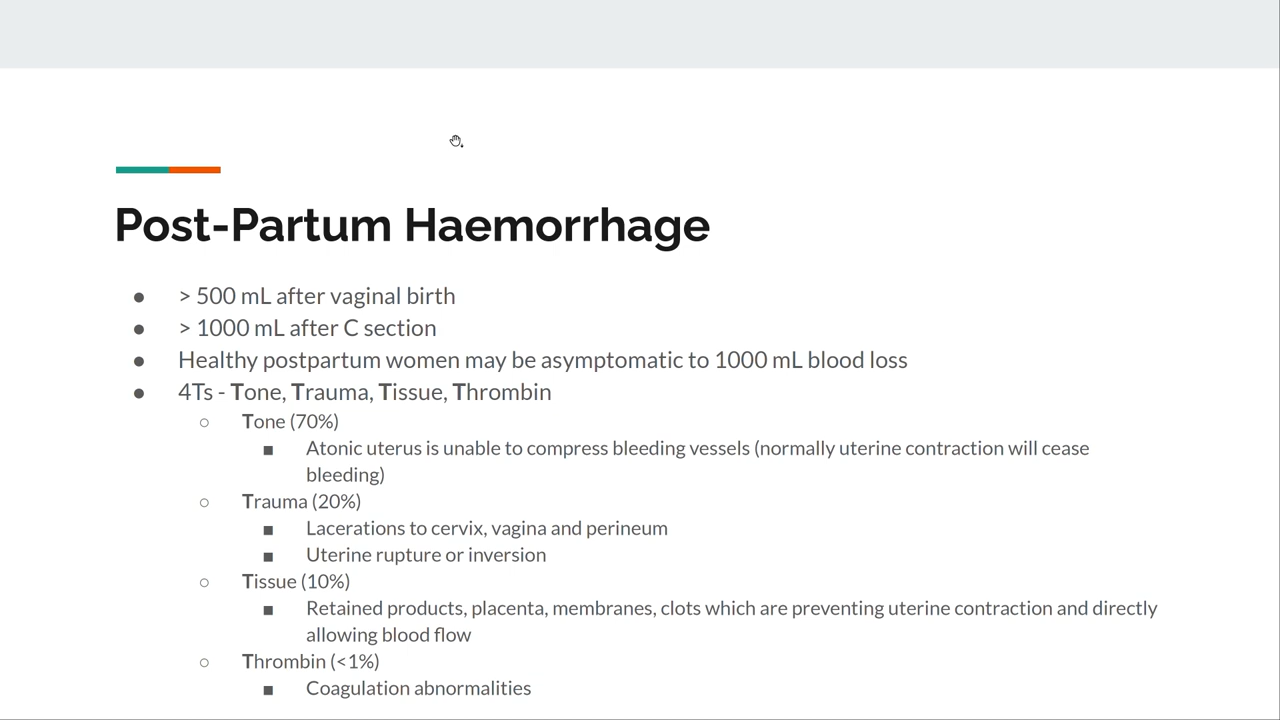 Post-Partum Haemorrhage
● > 500 mL after vaginal birth
● > 1000 mL after C section
● Healthy postpartum women may be asymptomatic to 1000 mL blood loss
● 4Ts - Tone, Trauma, Tissue, Thrombin
○ Tone (70%)
■ Atonic uterus is unable to compress bleeding vessels (normally uterine contraction will cease
bleeding)
○ Trauma (20%)
■ Lacerations to cervix, vagina and perineum
■ Uterine rupture or inversion
○ Tissue (10%)
■ Retained products, placenta, membranes, clots which are preventing uterine contraction and directly
allowing blood flow
○ Thrombin (<1%)
■ Coagulation abnormalities